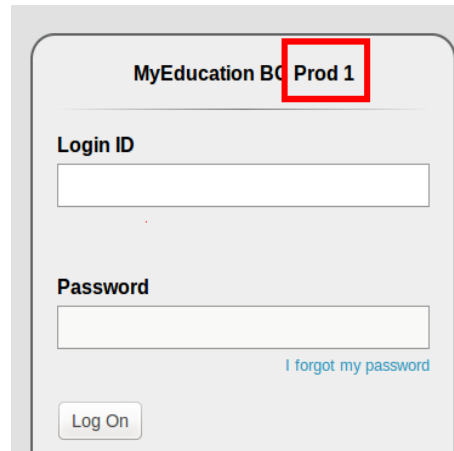 MyEducation BC Prod 1
Login ID
Password
I forgot my password
Log On